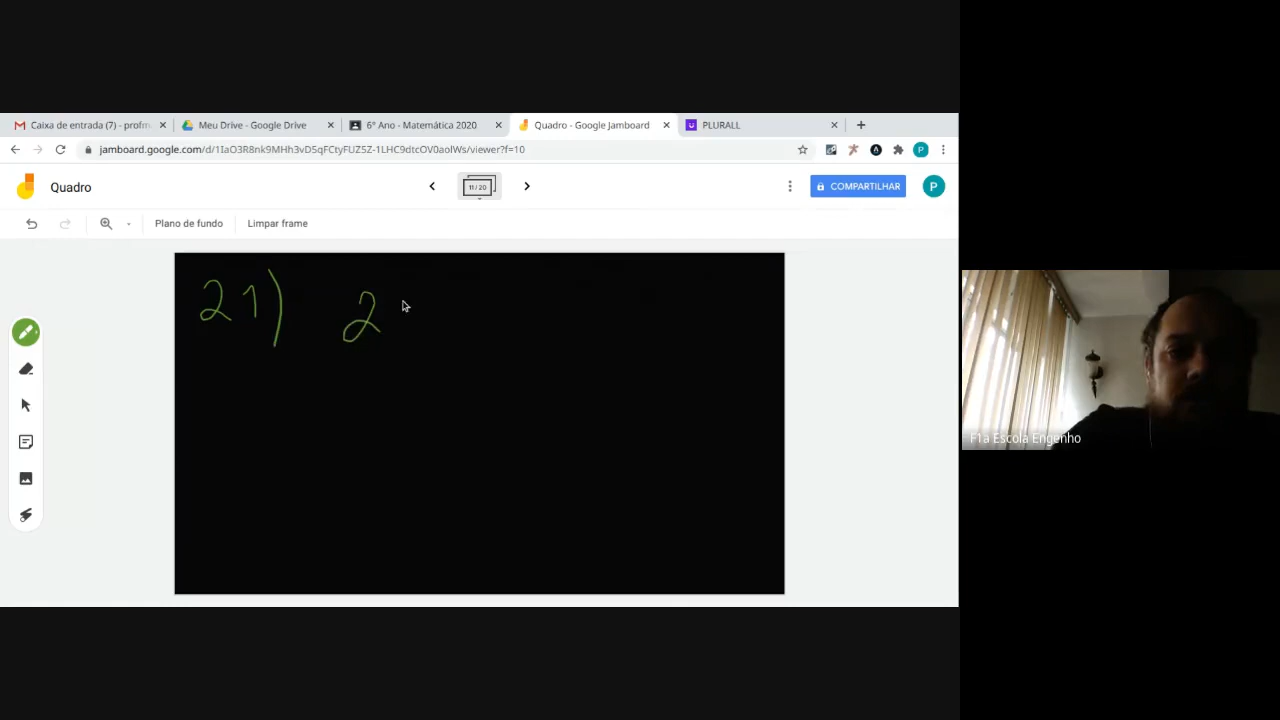 Caixa de entrada (7) - profm
Meu Drive - Google Drive
6° Ano - Matemática 2020
Quadro - Google Jamboard
PLURALL
jamboard.google.com/d/1IaO3R8nk9MHh3vDSqFCtyFUZ5Z-1LHC9dtcOV0aolWs/viewer?f=10
P
Quadro
11 / 20
COMPARTILHAR
P
Plano de fundo
Limpar frame
21) 2
F1a Escola Engenho